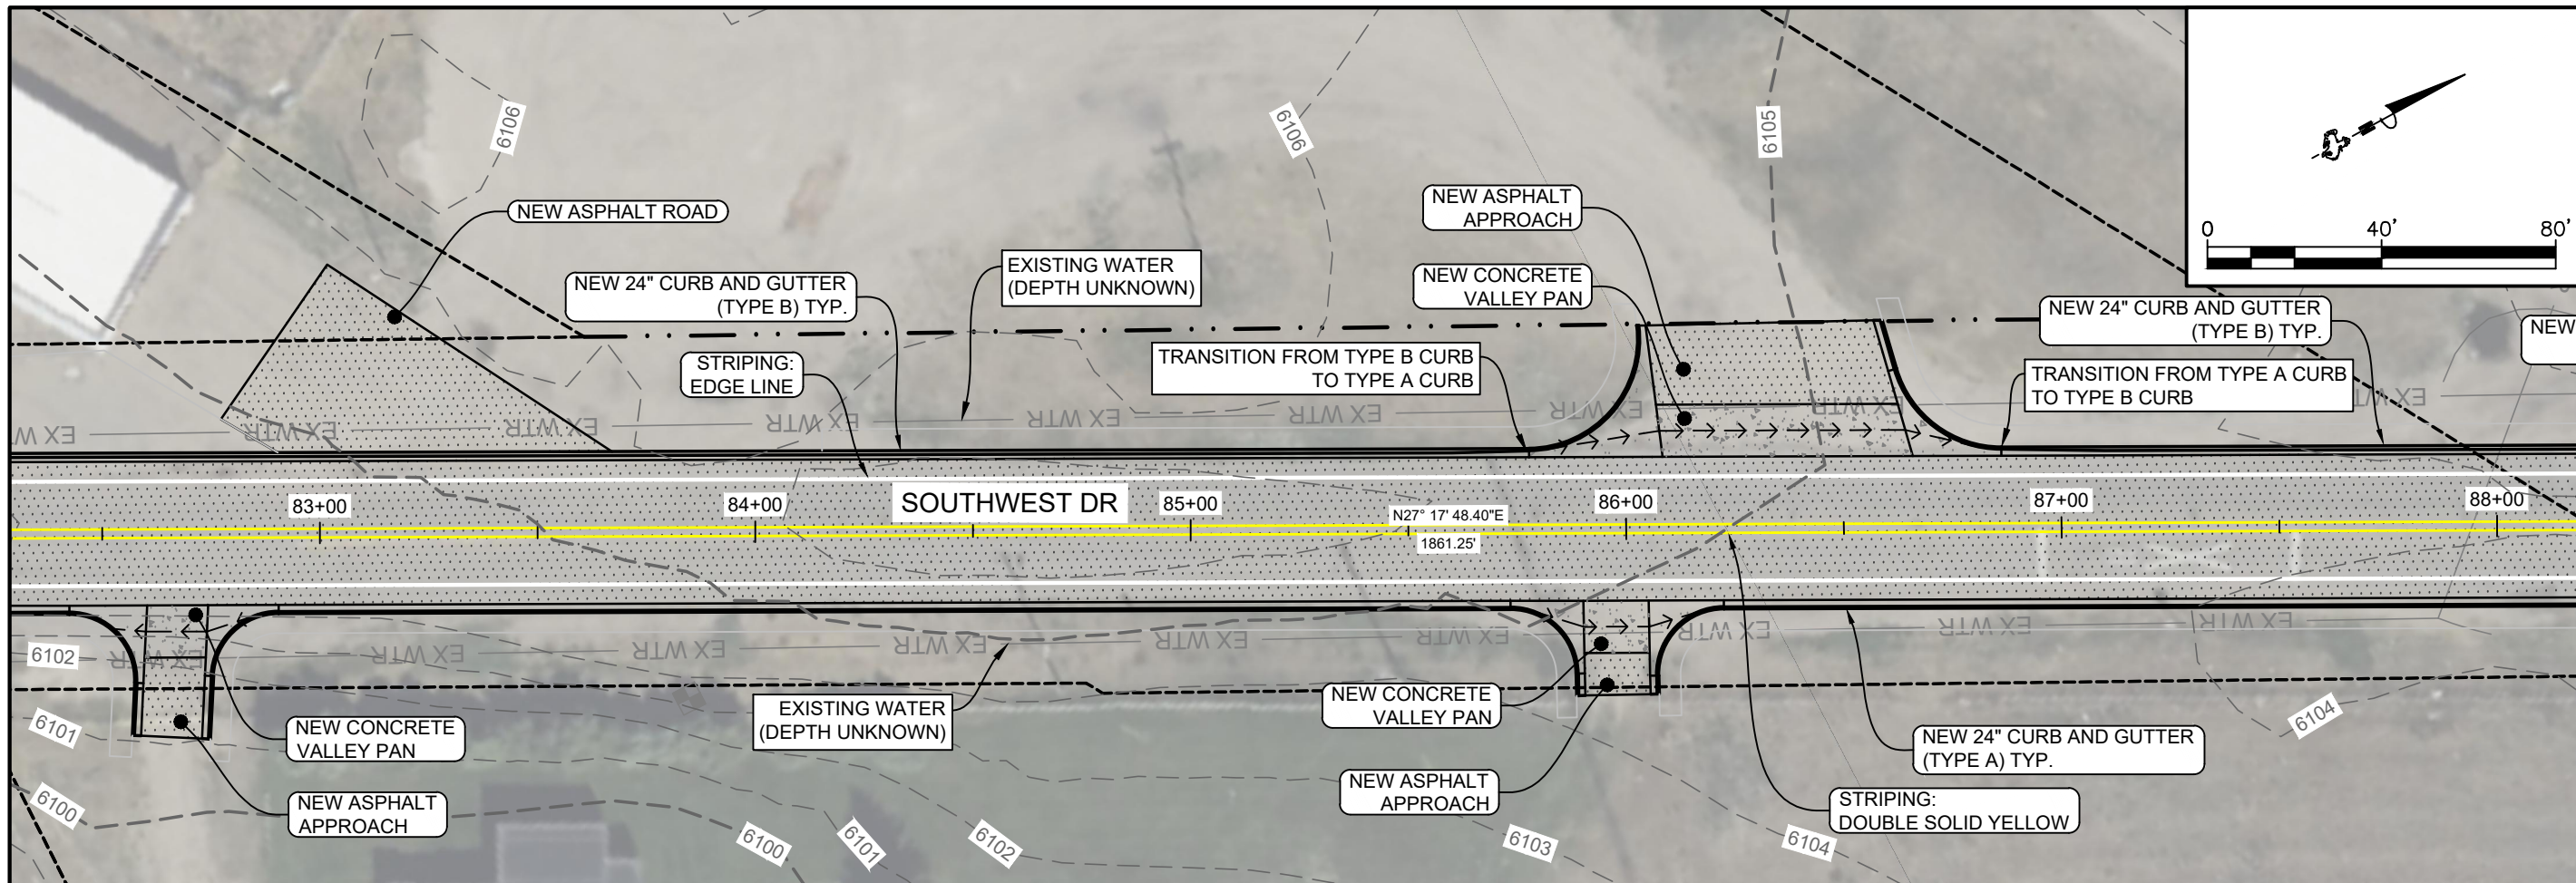 6106
6106
6105
0 40' 80'
NEW ASPHALT ROAD
NEW ASPHALT
APPROACH
NEW 24" CURB AND GUTTER
(TYPE B) TYP.
EXISTING WATER
(DEPTH UNKNOWN)
NEW CONCRETE
VALLEY PAN
NEW 24" CURB AND GUTTER
(TYPE B) TYP.
NEW
STRIPING:
EDGE LINE
TRANSITION FROM TYPE B CURB
TO TYPE A CURB
TRANSITION FROM TYPE A CURB
TO TYPE B CURB
EX W
EX WTR
EX WTR
EX WTR
EX WTR
EX WTR
EX WTR
EX WTR
WTR
SOUTHWEST DR
83+00
84+00
85+00
86+00
87+00
88+00
N27° 17' 48.40"E
1861.25'
EX WTR
EX WTR
EX WTR
EX WTR
EX WTR
EX WTR
EX WTR
EX WTR
EX WTR
6102
6101
6100
NEW CONCRETE
VALLEY PAN
NEW ASPHALT
APPROACH
EXISTING WATER
(DEPTH UNKNOWN)
NEW CONCRETE
VALLEY PAN
NEW ASPHALT
APPROACH
NEW 24" CURB AND GUTTER
(TYPE A) TYP.
STRIPING:
DOUBLE SOLID YELLOW
6104
6100
6101
6102
6103
6104